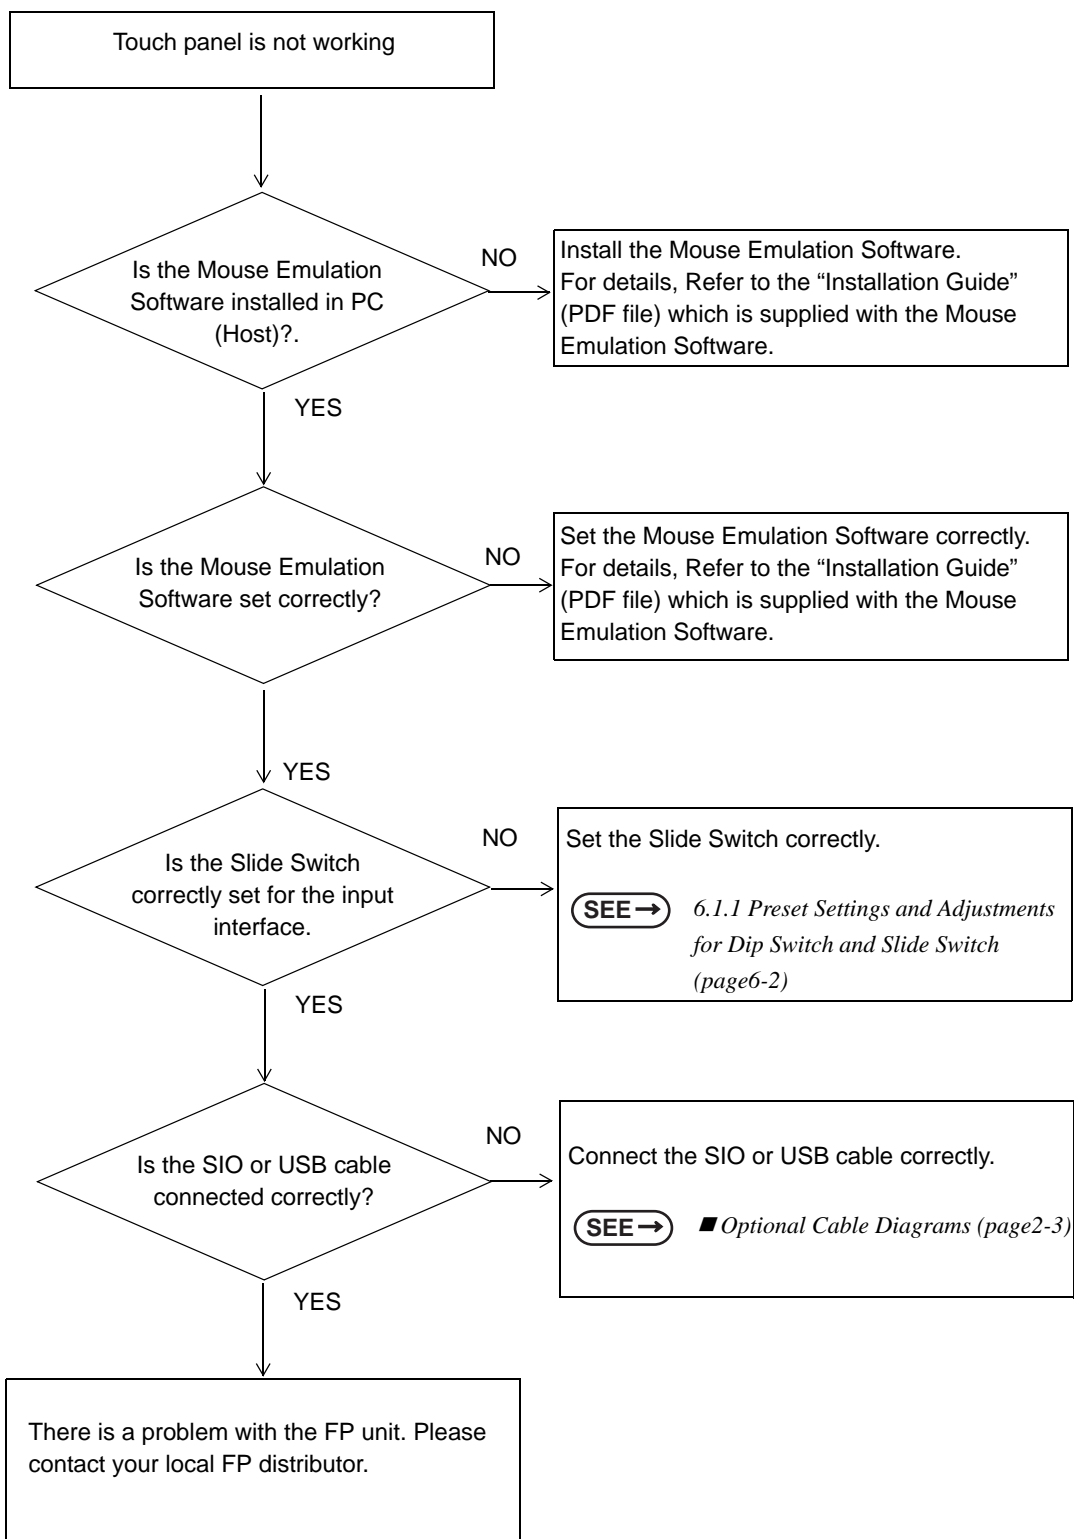 Touch panel is not working
Is the Mouse Emulation
Software installed in PC
(Host)?.
NO
Install the Mouse Emulation Software.
For details, Refer to the “Installation Guide”
(PDF file) which is supplied with the Mouse
Emulation Software.
YES
Is the Mouse Emulation
Software set correctly?
NO
Set the Mouse Emulation Software correctly.
For details, Refer to the “Installation Guide”
(PDF file) which is supplied with the Mouse
Emulation Software.
YES
Is the Slide Switch
correctly set for the input
interface.
NO
Set the Slide Switch correctly.
SEE→ 6.1.1 Preset Settings and Adjustments
for Dip Switch and Slide Switch
(page6-2)
YES
Is the SIO or USB cable
connected correctly?
NO
Connect the SIO or USB cable correctly.
SEE→ ■ Optional Cable Diagrams (page2-3)
YES
There is a problem with the FP unit. Please
contact your local FP distributor.